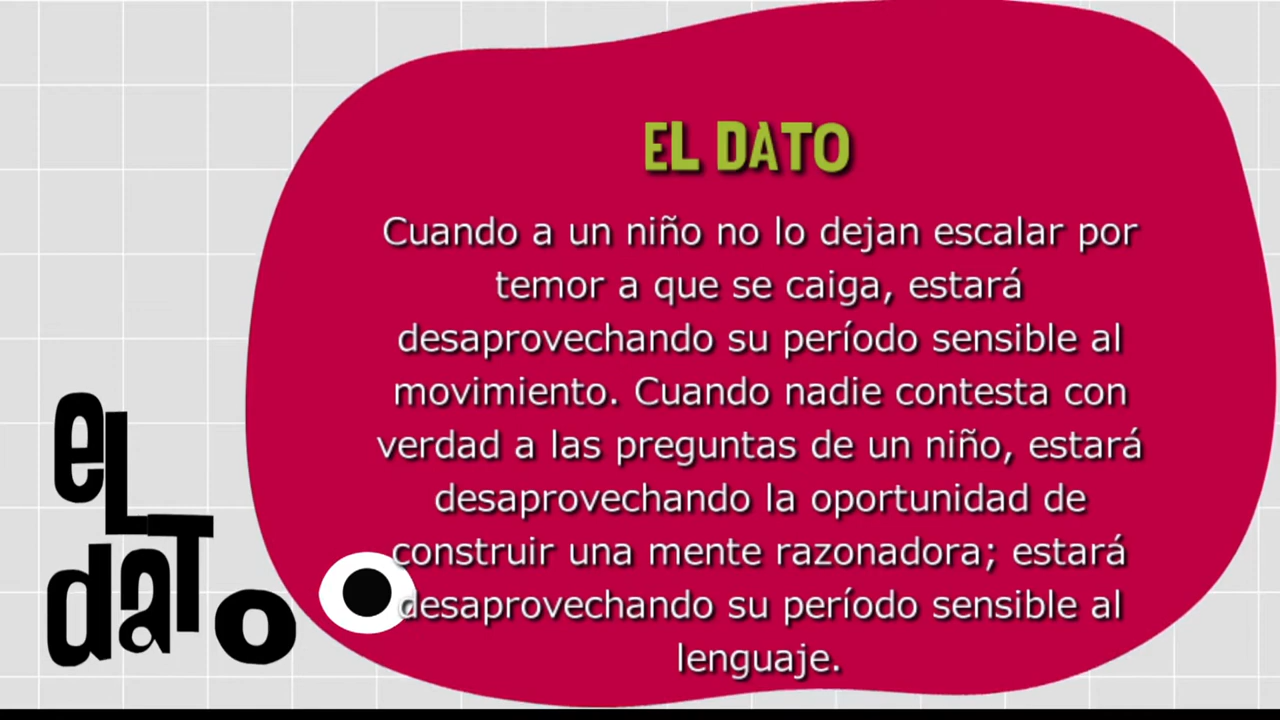 EL DATO
Cuando a un niño no lo dejan escalar por
temor a que se caiga, estará
desaprovechando su período sensible al
movimiento. Cuando nadie contesta con
verdad a las preguntas de un niño, estará
desaprovechando la oportunidad de
construir una mente razonadora; estará
desaprovechando su período sensible al
lenguaje.
eL
daTo